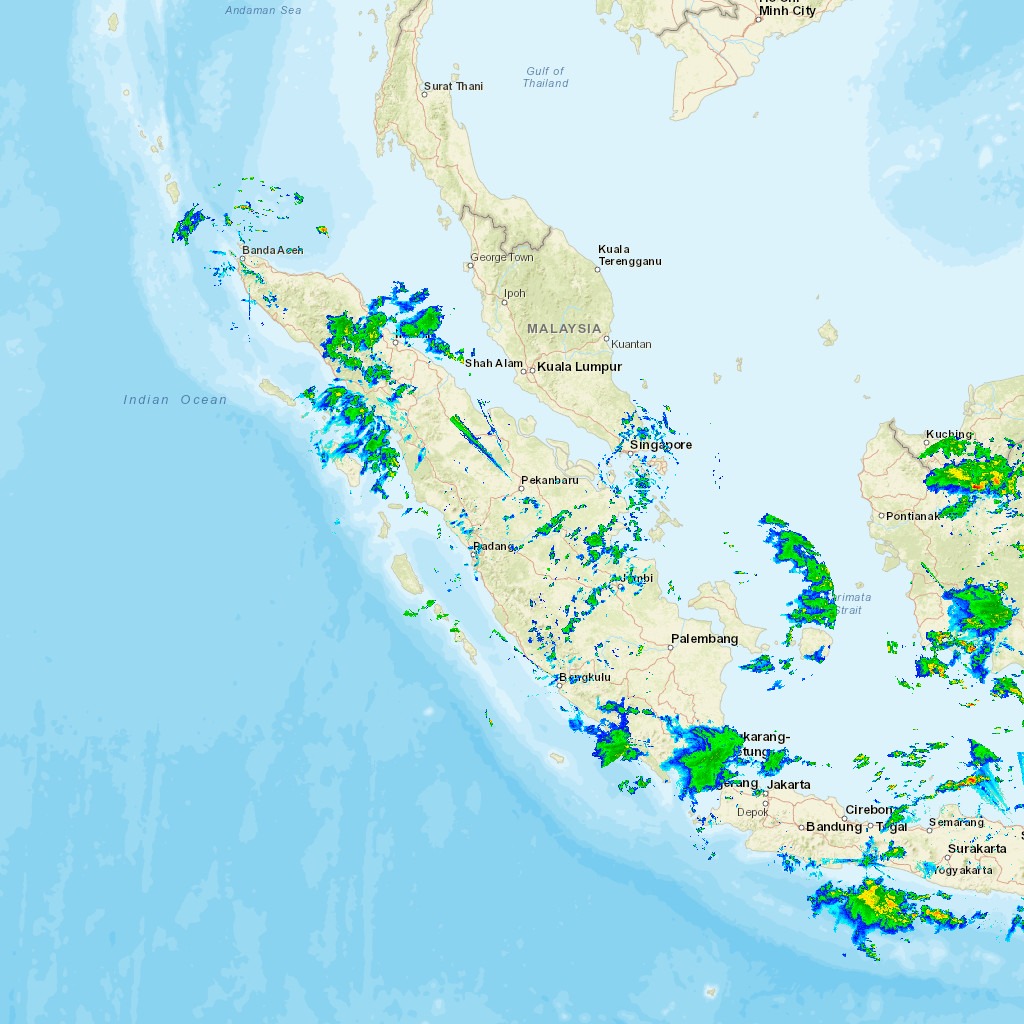 Andaman Sea
Minh City
Gulf of
Thailand
Surat Thani
Banda Aceh
George Town
Kuala
Terengganu
Ipoh
MALAYSIA
Kuantan
Shah Alam
Kuala Lumpur
Indian Ocean
Kuching
Singapore
Pekanbaru
Pontianak
Padang
Strait
Palembang
Bengkulu
karang-
tung
Jakarta
Depok
Cirebon
Bandung
Tegal
Semarang
Surakarta
Yogyakarta